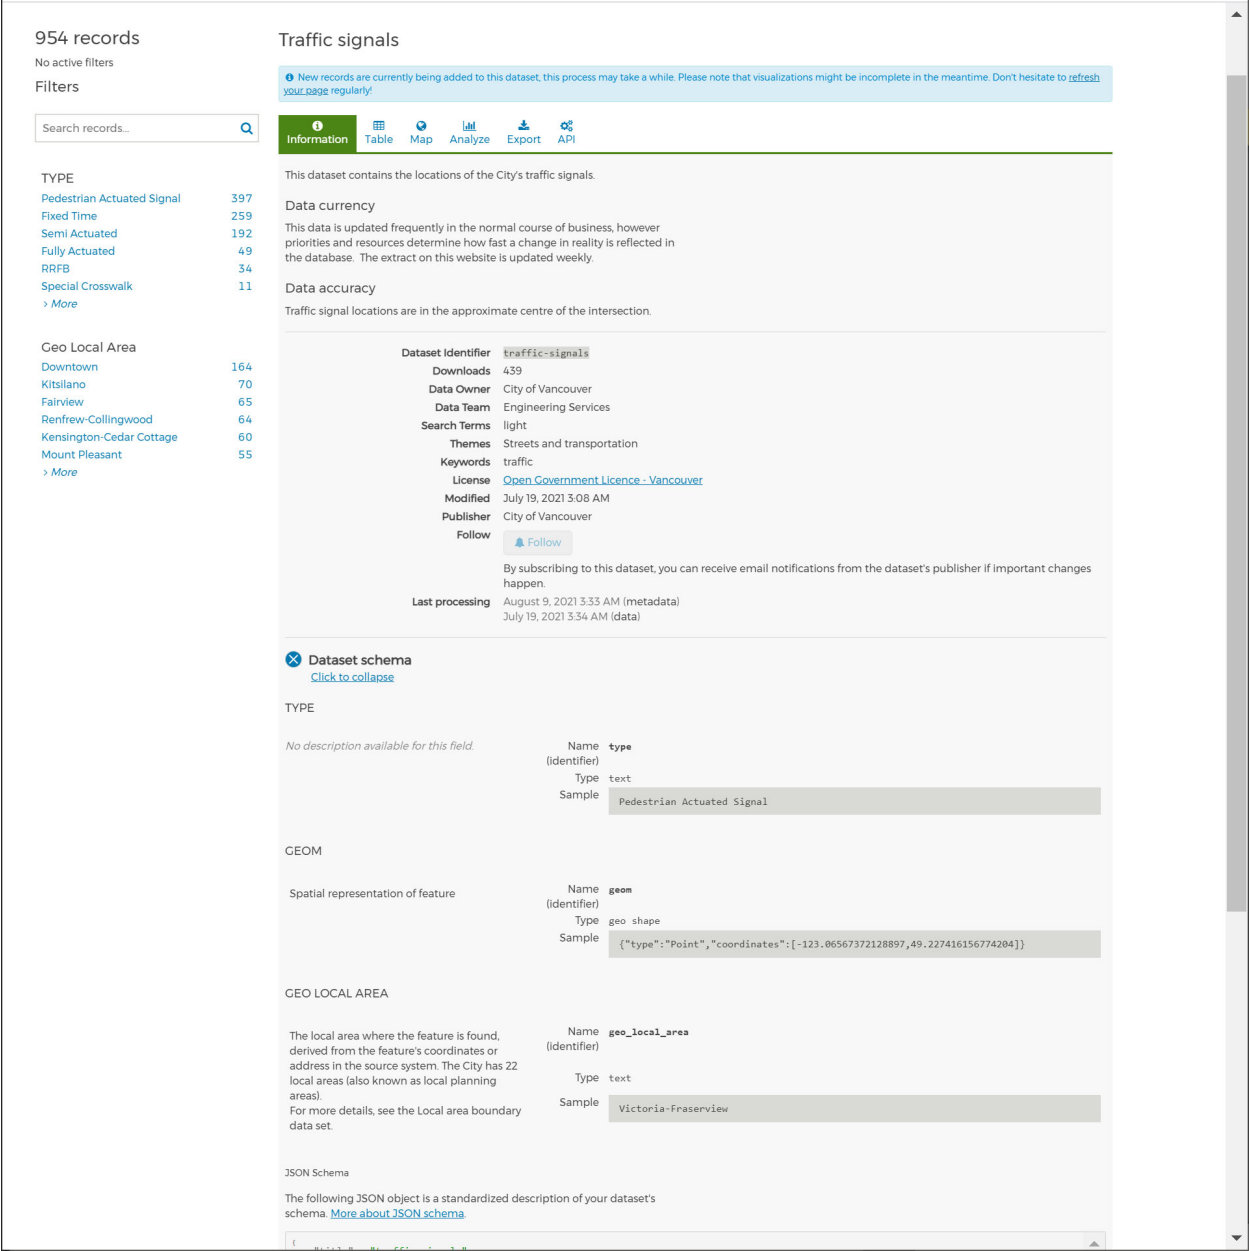 954 records
No active filters
Filters
Search records...
TYPE
Pedestrian Actuated Signal 397
Fixed Time 259
Semi Actuated 192
Fully Actuated 49
RRFB 34
Special Crosswalk 11
> More
Geo Local Area
Downtown 164
Kitsilano 70
Fairview 65
Renfrew-Collingwood 64
Kensington-Cedar Cottage 60
Mount Pleasant 55
> More
Traffic signals
New records are currently being added to this dataset, this process may take a while. Please note that visualizations might be incomplete in the meantime. Don't hesitate to refresh
your page regularly!
Information Table Map Analyze Export API
This dataset contains the locations of the City's traffic signals.
Data currency
This data is updated frequently in the normal course of business, however
priorities and resources determine how fast a change in reality is reflected in
the database. The extract on this website is updated weekly.
Data accuracy
Traffic signal locations are in the approximate centre of the intersection.
Dataset Identifier traffic-signals
Downloads 439
Data Owner City of Vancouver
Data Team Engineering Services
Search Terms light
Themes Streets and transportation
Keywords traffic
License Open Government Licence - Vancouver
Modified July 19, 2021 3:08 AM
Publisher City of Vancouver
Follow Follow
By subscribing to this dataset, you can receive email notifications from the dataset's publisher if important changes
happen.
Last processing August 9, 2021 3:33 AM (metadata)
July 19, 2021 3:34 AM (data)
Dataset schema
Click to collapse
TYPE
No description available for this field.
Name type
(identifier)
Type text
Sample Pedestrian Actuated Signal
GEOM
Spatial representation of feature
Name geom
(identifier)
Type geo shape
Sample {"type":"Point","coordinates":[-123.06567372128897,49.227416156774204]}
GEO LOCAL AREA
The local area where the feature is found,
derived from the feature's coordinates or
address in the source system. The City has 22
local areas (also known as local planning
areas).
For more details, see the Local area boundary
data set.
Name geo_local_area
(identifier)
Type text
Sample Victoria-Fraserview
JSON Schema
The following JSON object is a standardized description of your dataset's
schema. More about JSON schema.
{